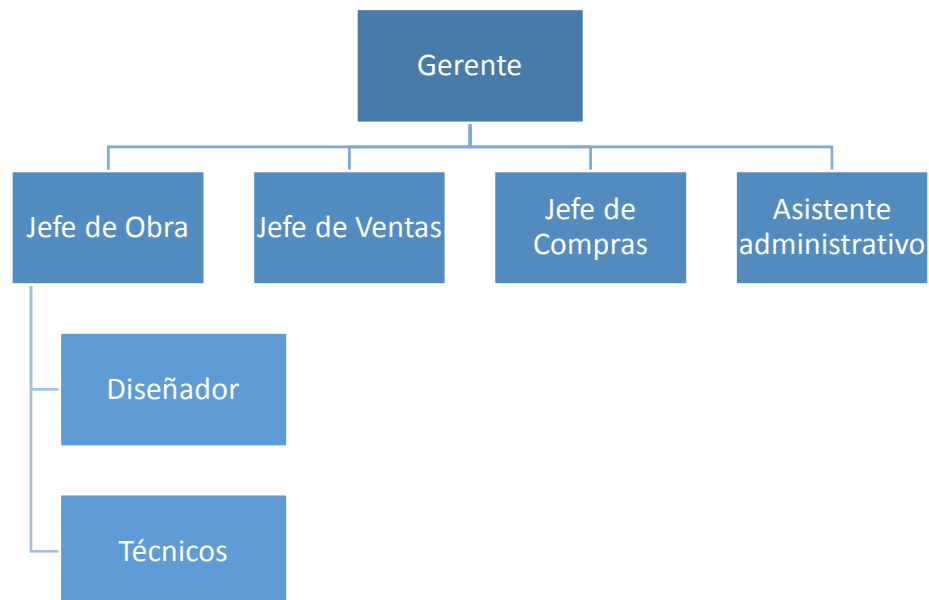 Gerente
Jefe de Obra
Jefe de Ventas
Jefe de
Compras
Asistente
administrativo
Diseñador
Técnicos